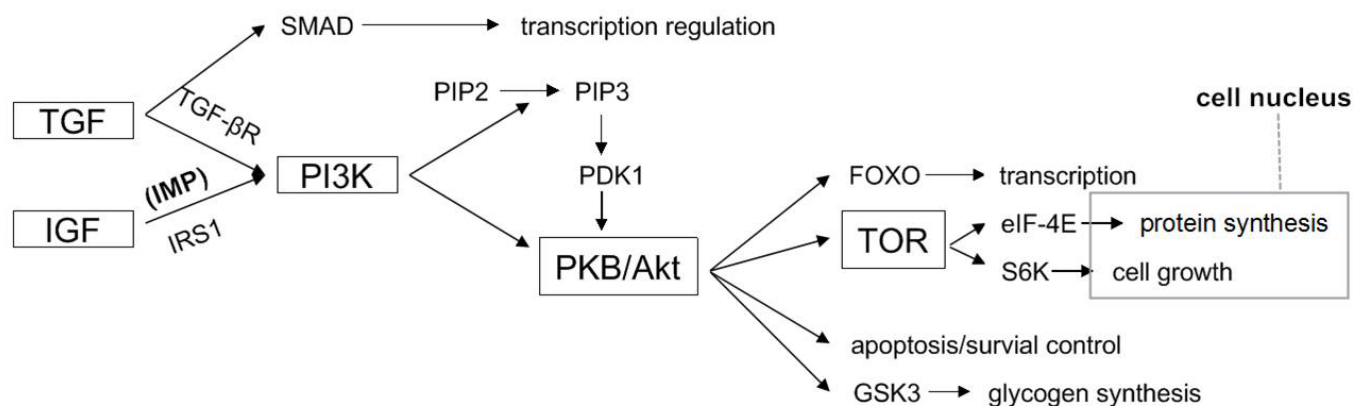 SMAD transcription regulation
PIP2 PIP3
cell nucleus
TGF TGF-βR
PI3K
(IMP)
PDK1
FOXO transcription
IGF IRS1
eIF-4E protein synthesis
TOR
PKB/Akt
S6K cell growth
apoptosis/survial control
GSK3 glycogen synthesis